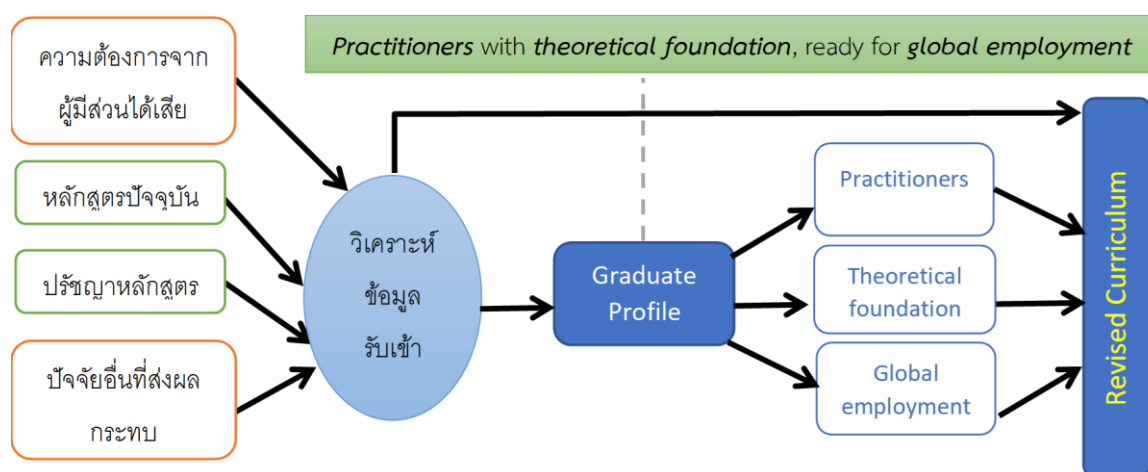 Practitioners with theoretical foundation, ready for global employment
ความต้องการจาก
ผู้มีส่วนได้เสีย
หลักสูตรปัจจุบัน
ปรัชญาหลักสูตร
ปัจจัยอื่นที่ส่งผล
กระทบ
วิเคราะห์
ข้อมูล
รับเข้า
Graduate
Profile
Practitioners
Theoretical
foundation
Global
employment
Revised Curriculum